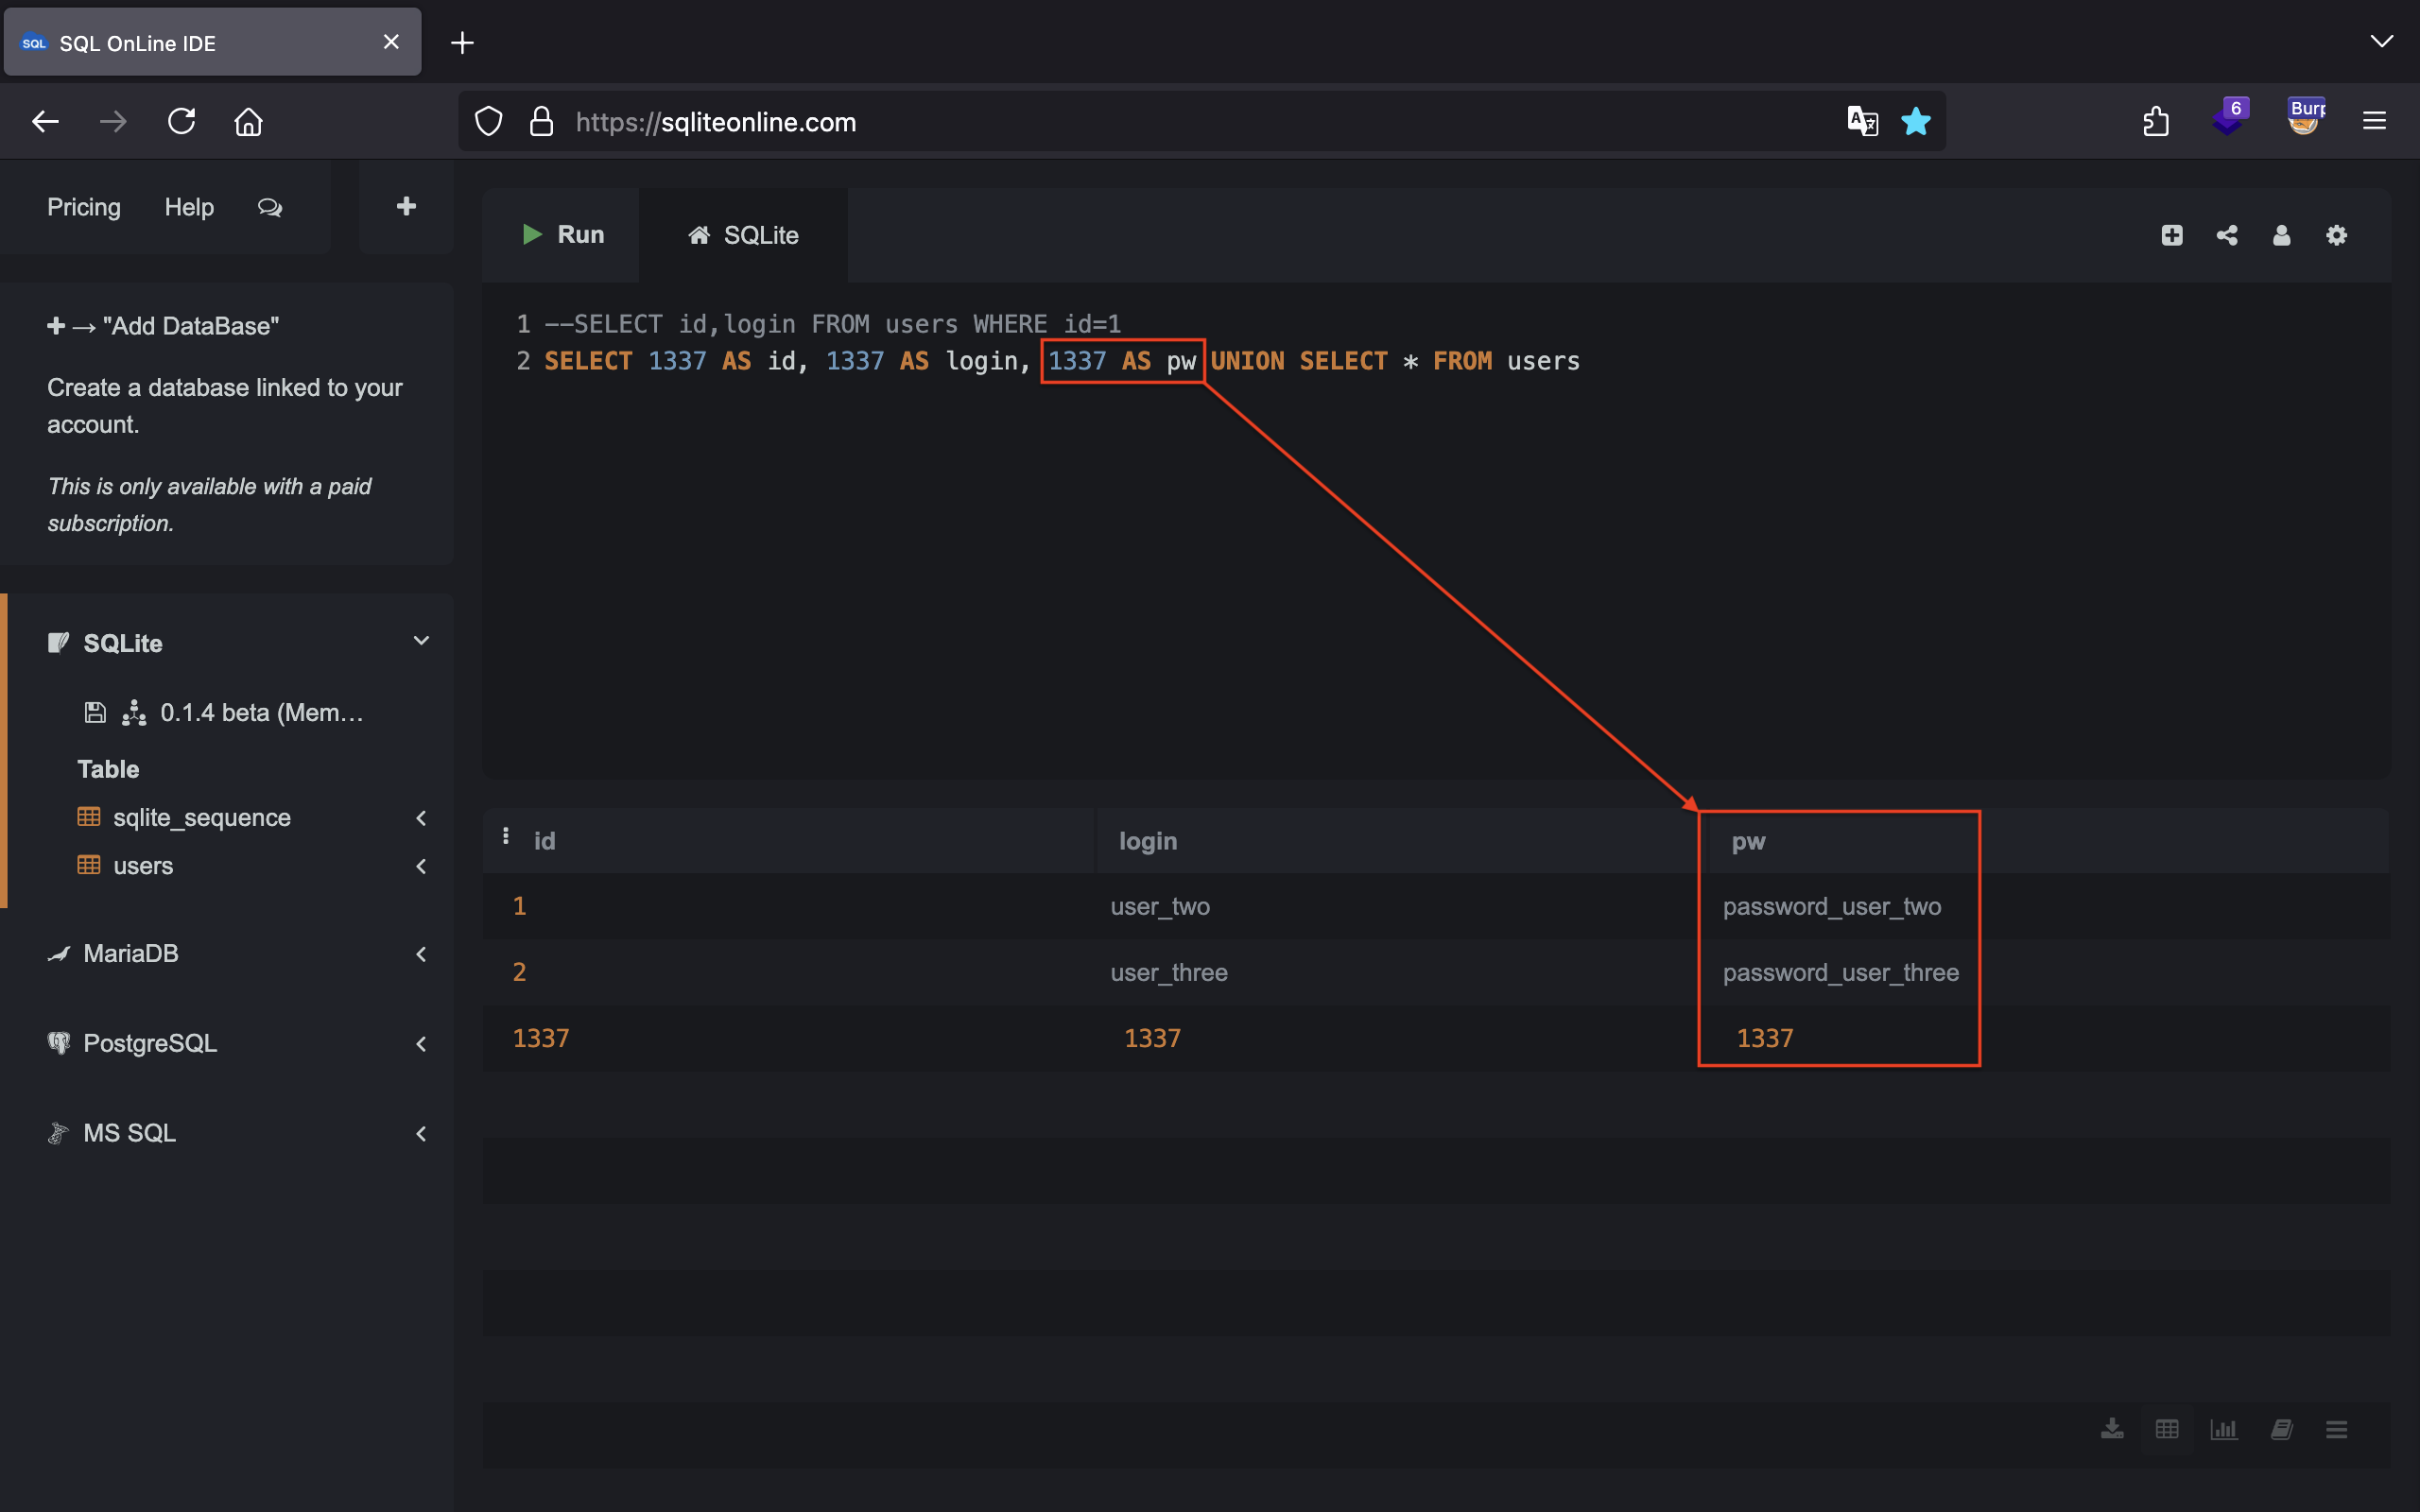 SQL OnLine IDE
https://sqliteonline.com
6
Burp
Pricing Help
Run SQLite
"Add DataBase"
Create a database linked to your
account.
This is only available with a paid
subscription.
1 --SELECT id,login FROM users WHERE id=1
2 SELECT 1337 AS id, 1337 AS login, 1337 AS pw UNION SELECT * FROM users
SQLite
0.1.4 beta (Mem...
Table
sqlite_sequence
users
MariaDB
PostgreSQL
MS SQL
id login pw
1 user_two password_user_two
2 user_three password_user_three
1337 1337 1337